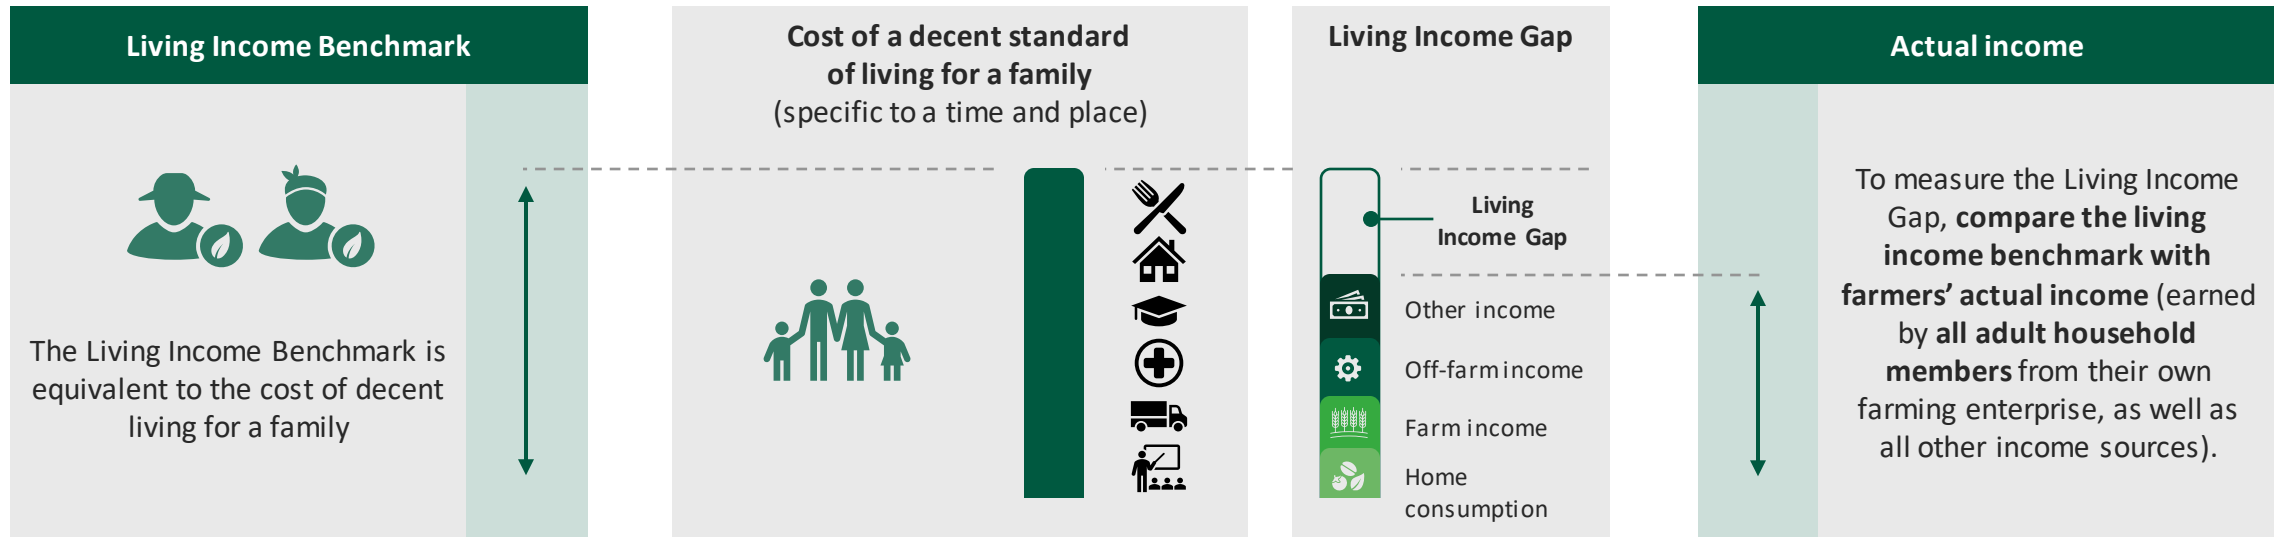 Living Income Benchmark
The Living Income Benchmark is
equivalent to the cost of decent
living for a family
Cost of a decent standard
of living for a family
(specific to a time and place)
Living Income Gap
Living
Income Gap
Other income
Off-farm income
Farm income
Home
consumption
Actual income
To measure the Living Income
Gap, compare the living
income benchmark with
farmers’ actual income (earned
by all adult household
members from their own
farming enterprise, as well as
all other income sources).